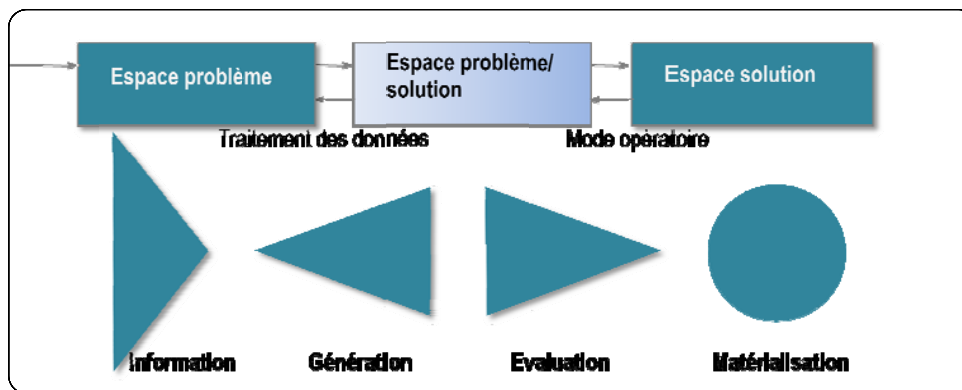 Espace problème
Espace problème/
solution
Espace solution
Traitement des données
Mode opératoire
Information
Génération
Evaluation
Matérialisation